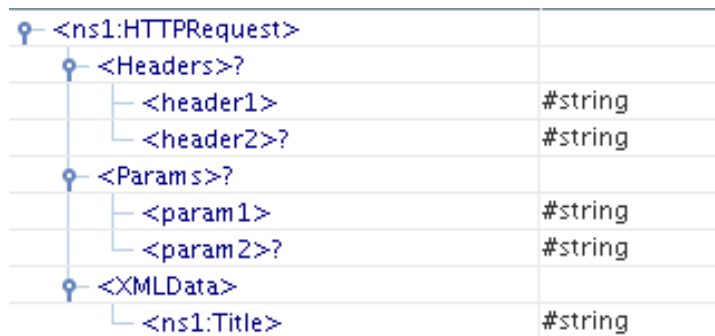 <ns1:HTTPRequest>
<Headers>?
<header1> #string
<header2>? #string
<Params>?
<param1> #string
<param2>? #string
<XMLData>
<ns1:Title> #string